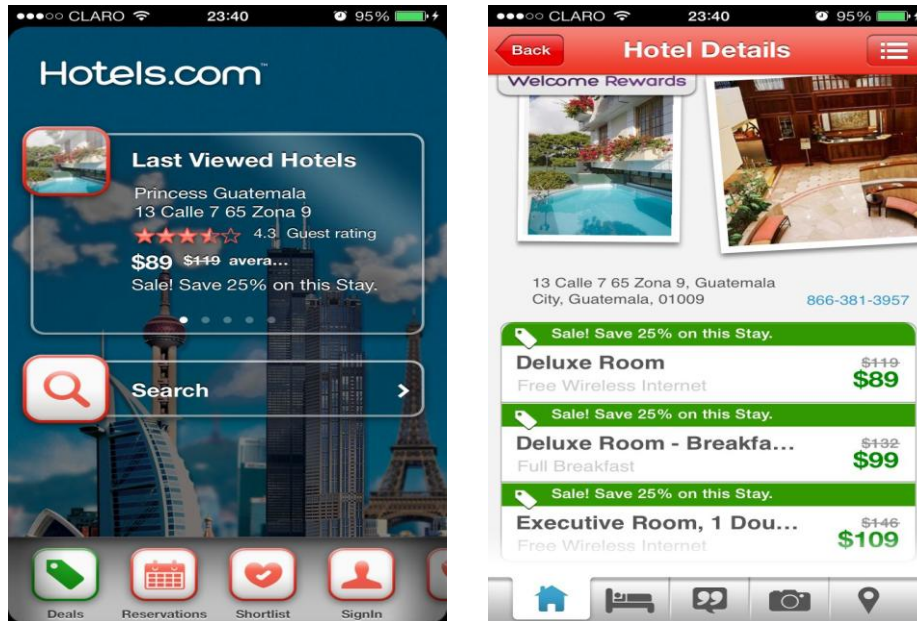 CLARO 23:40 95%
Hotels.com™
Last Viewed Hotels
Princess Guatemala
13 Calle 7 65 Zona 9
4.3 Guest rating
$89 $119 avera...
Sale! Save 25% on this Stay.
Search
Deals Reservations Shortlist SignIn
CLARO 23:40 95%
Back Hotel Details
Welcome Rewards
13 Calle 7 65 Zona 9, Guatemala
City, Guatemala, 01009 866-381-3957
Sale! Save 25% on this Stay.
Deluxe Room $119
Free Wireless Internet $89
Sale! Save 25% on this Stay.
Deluxe Room - Breakfa... $132
Full Breakfast $99
Sale! Save 25% on this Stay.
Executive Room, 1 Dou... $146
Free Wireless Internet $109